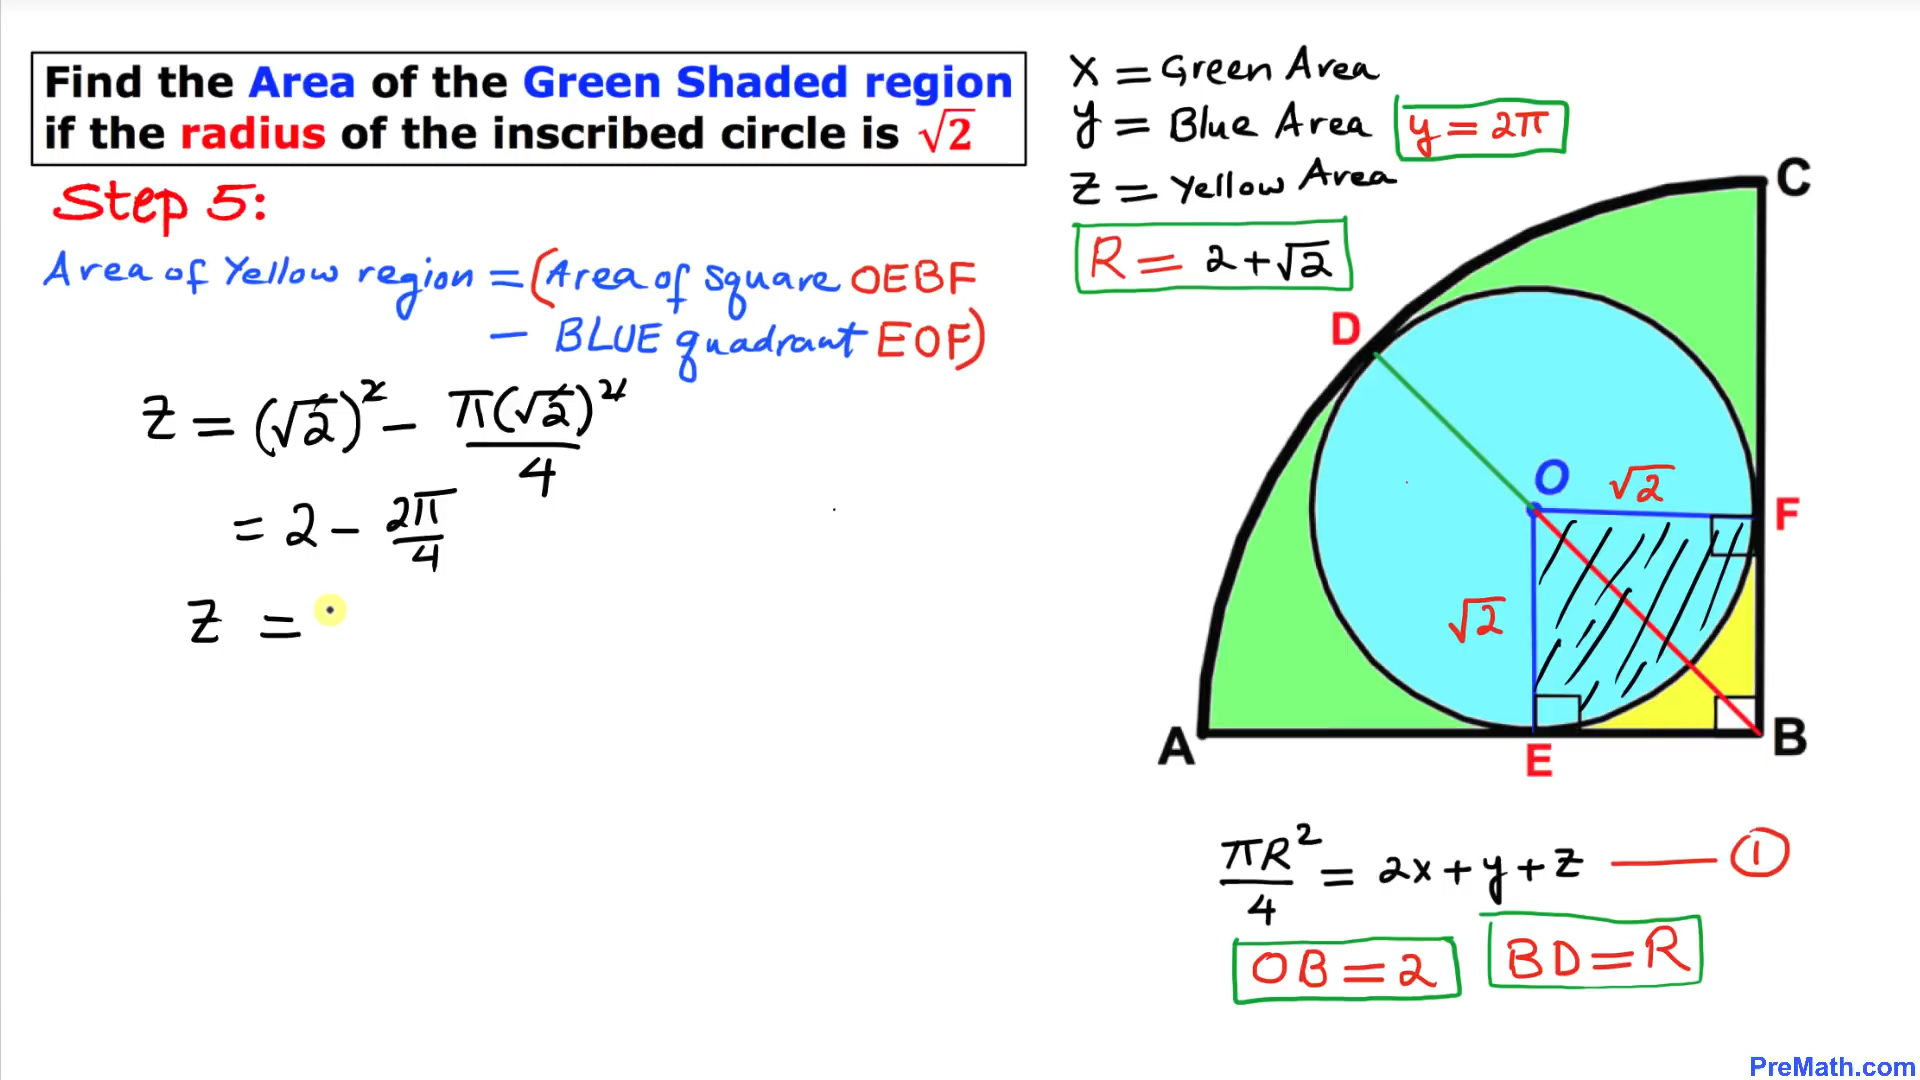 Find the Area of the Green Shaded region
if the radius of the inscribed circle is √2
Step 5:
Area of Yellow region = (Area of square OEBF
− BLUE quadrant EOF)
Z = (√2)² − π(√2)²/4
= 2 − 2π/4
Z =
X = Green Area
y = Blue Area
y = 2π
Z = Yellow Area
R = 2+√2
C
D
O
√2
F
√2
A
B
E
πR²/4 = 2x + y + z —— ①
OB = 2
BD = R
PreMath.com